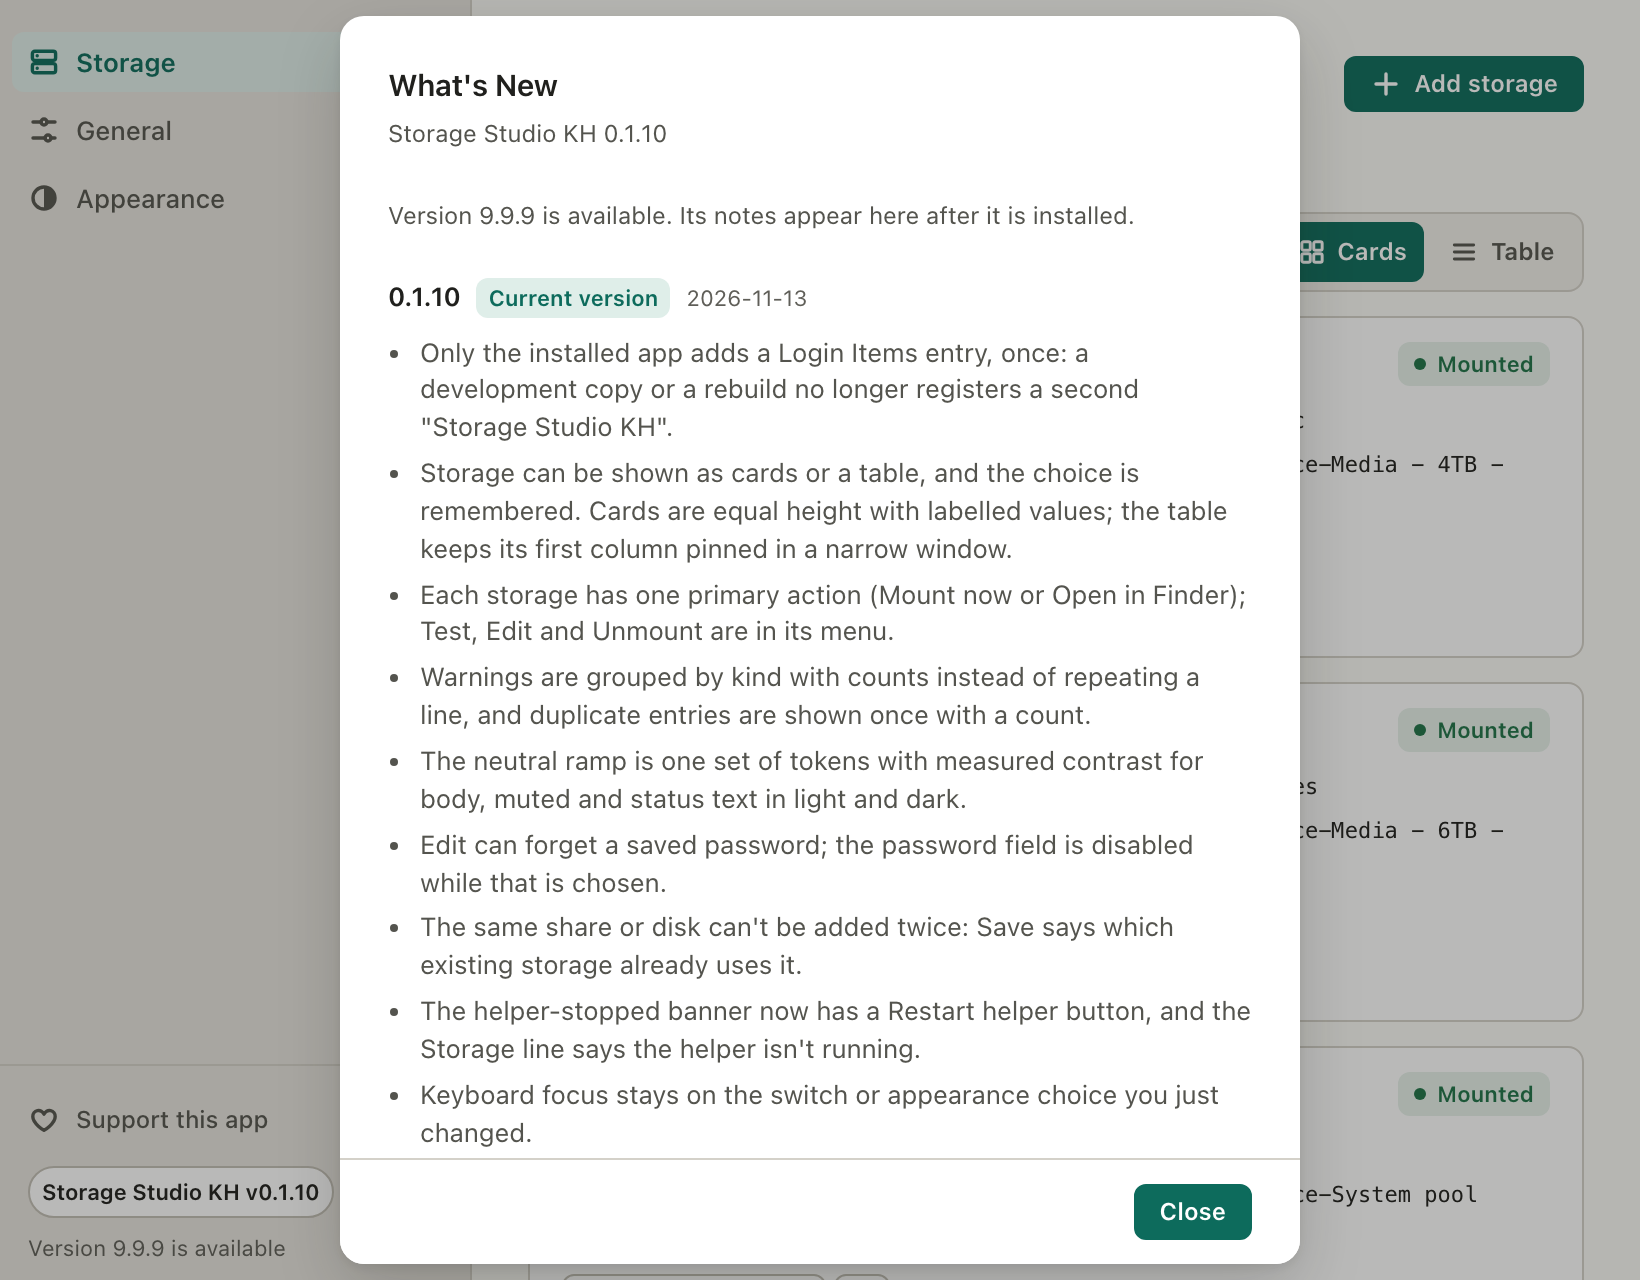 Storage
General
Appearance
Support this app
Storage Studio KH v0.1.10
Version 9.9.9 is available
What's New
Storage Studio KH 0.1.10
Version 9.9.9 is available. Its notes appear here after it is installed.
0.1.10 Current version 2026-11-13
• Only the installed app adds a Login Items entry, once: a
development copy or a rebuild no longer registers a second
"Storage Studio KH".
• Storage can be shown as cards or a table, and the choice is
remembered. Cards are equal height with labelled values; the table
keeps its first column pinned in a narrow window.
• Each storage has one primary action (Mount now or Open in Finder);
Test, Edit and Unmount are in its menu.
• Warnings are grouped by kind with counts instead of repeating a
line, and duplicate entries are shown once with a count.
• The neutral ramp is one set of tokens with measured contrast for
body, muted and status text in light and dark.
• Edit can forget a saved password; the password field is disabled
while that is chosen.
• The same share or disk can't be added twice: Save says which
existing storage already uses it.
• The helper-stopped banner now has a Restart helper button, and the
Storage line says the helper isn't running.
• Keyboard focus stays on the switch or appearance choice you just
changed.
Close
Add storage
Cards
Table
Mounted
ce-Media - 4TB -
Mounted
es
ce-Media - 6TB -
Mounted
ce-System pool